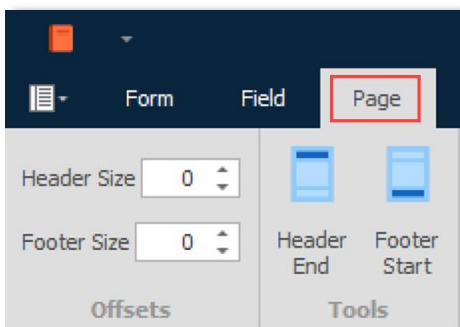 Form Field Page
Header Size 0
Footer Size 0
Header End
Footer Start
Offsets Tools